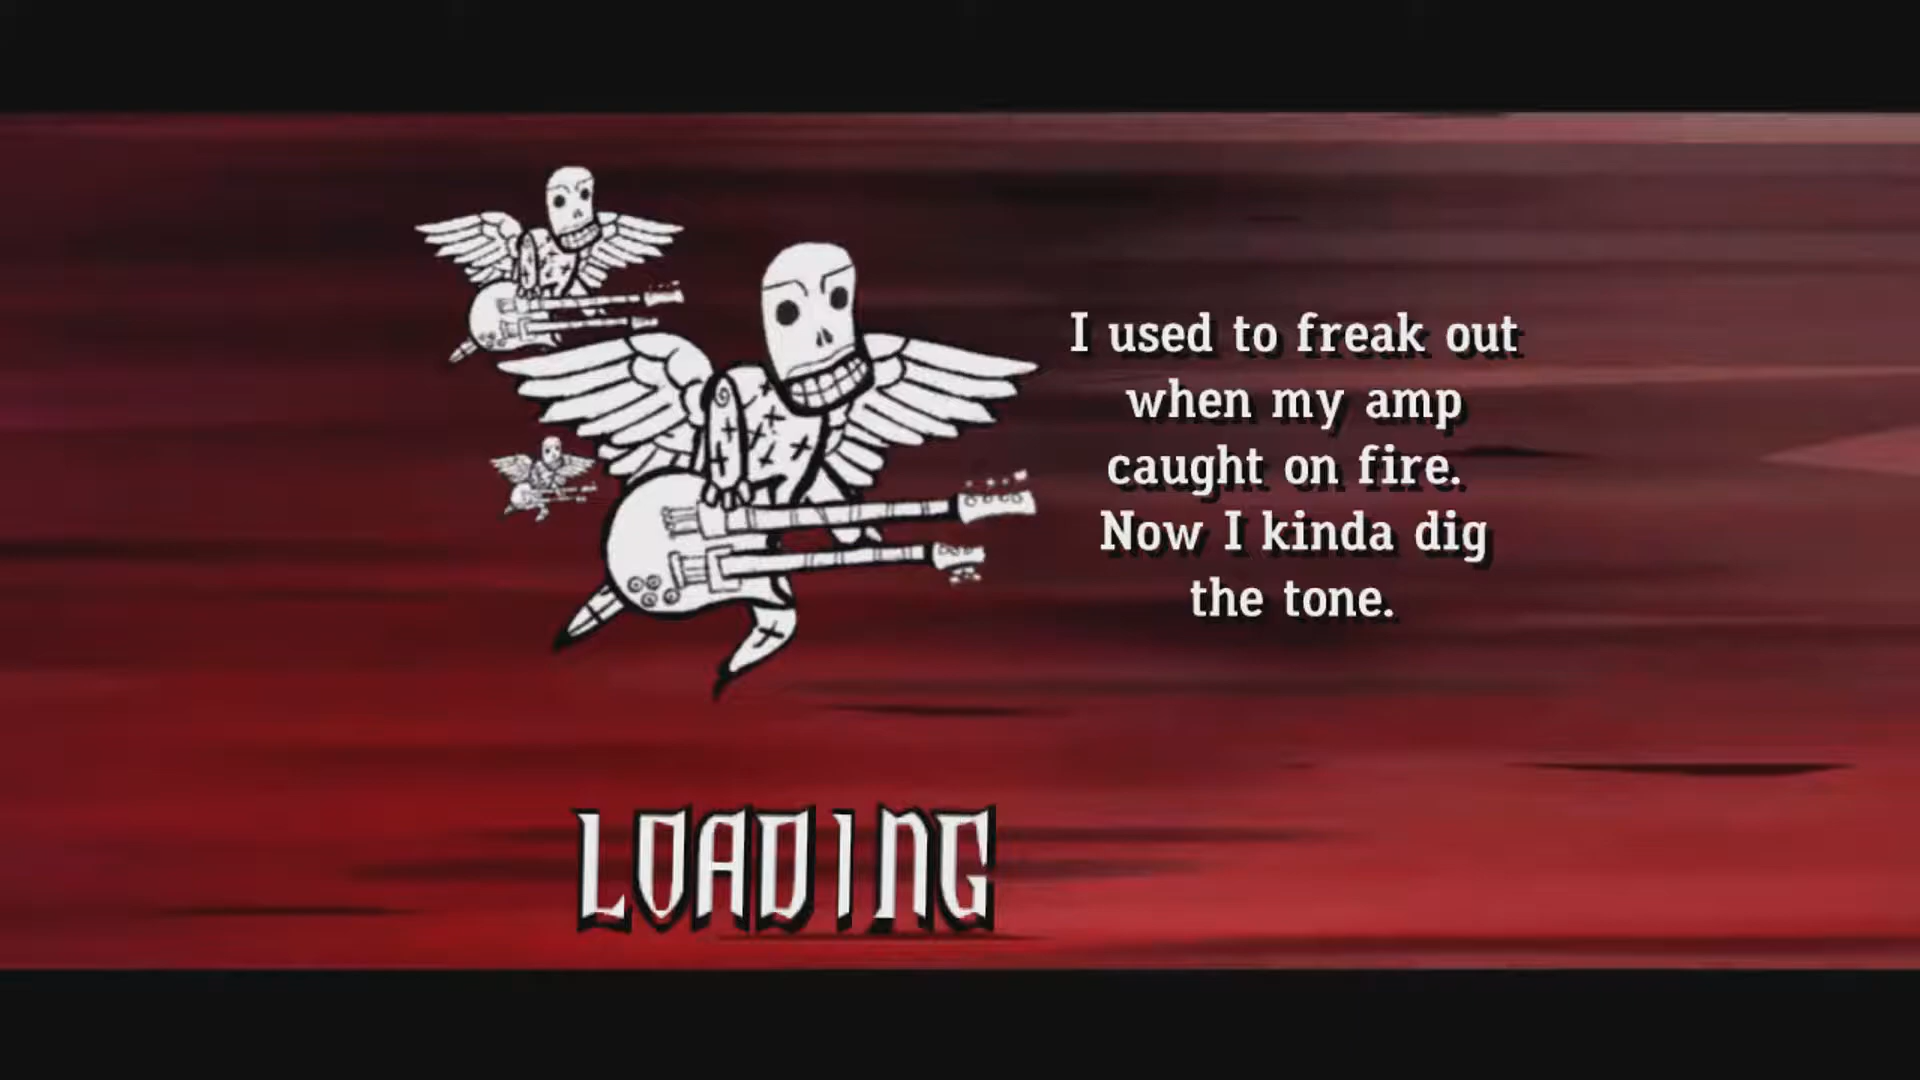 I used to freak out
when my amp
caught on fire.
Now I kinda dig
the tone.
LOADING